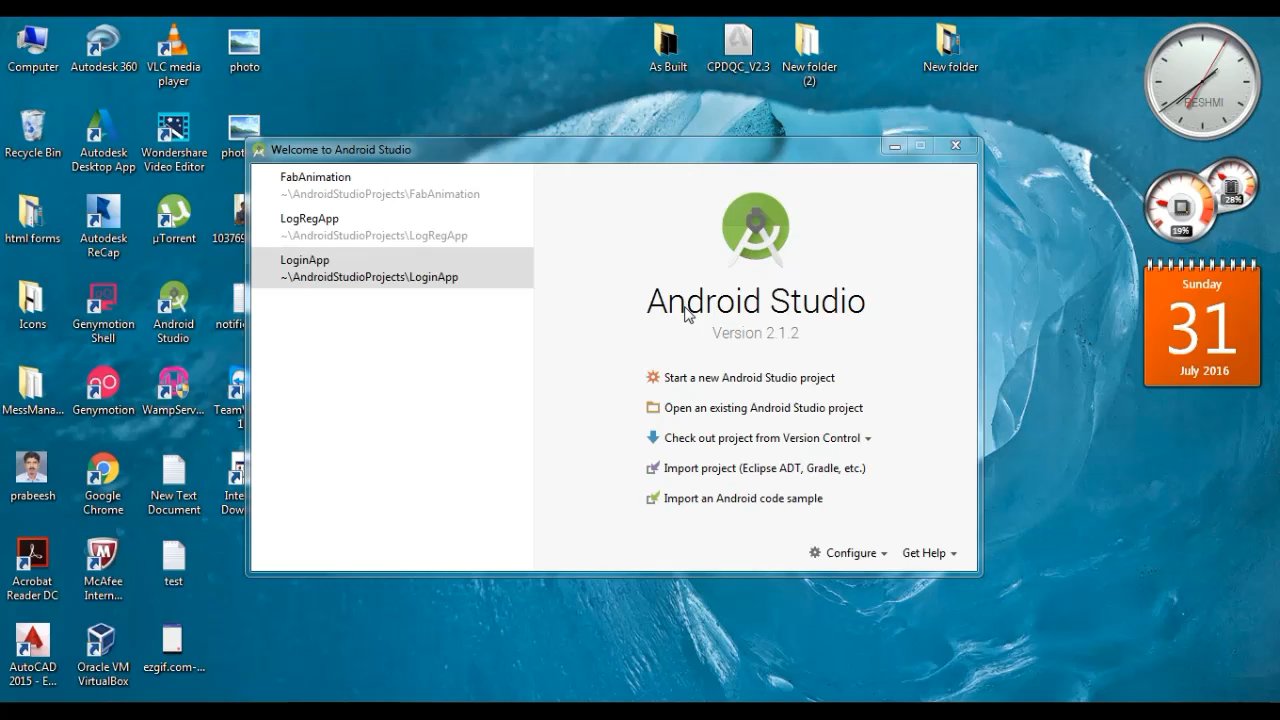 Computer
Autodesk 360
VLC media
player
photo
As Built
CPDQC_V2.3
New folder
(2)
New folder
Recycle Bin
Autodesk
Desktop App
Wondershare
Video Editor
html forms
Autodesk
ReCap
µTorrent
Icons
Genymotion
Shell
Android
Studio
MessMana...
Genymotion
WampServ...
prabeesh
Google
Chrome
New Text
Document
Acrobat
Reader DC
McAfee
Intern...
test
AutoCAD
2015 - E...
Oracle VM
VirtualBox
ezgif.com-...
Welcome to Android Studio
FabAnimation
~\AndroidStudioProjects\FabAnimation
LogRegApp
~\AndroidStudioProjects\LogRegApp
LoginApp
~\AndroidStudioProjects\LoginApp
Android Studio
Version 2.1.2
Start a new Android Studio project
Open an existing Android Studio project
Check out project from Version Control
Import project (Eclipse ADT, Gradle, etc.)
Import an Android code sample
Configure
Get Help
19%
28%
Sunday
31
July 2016